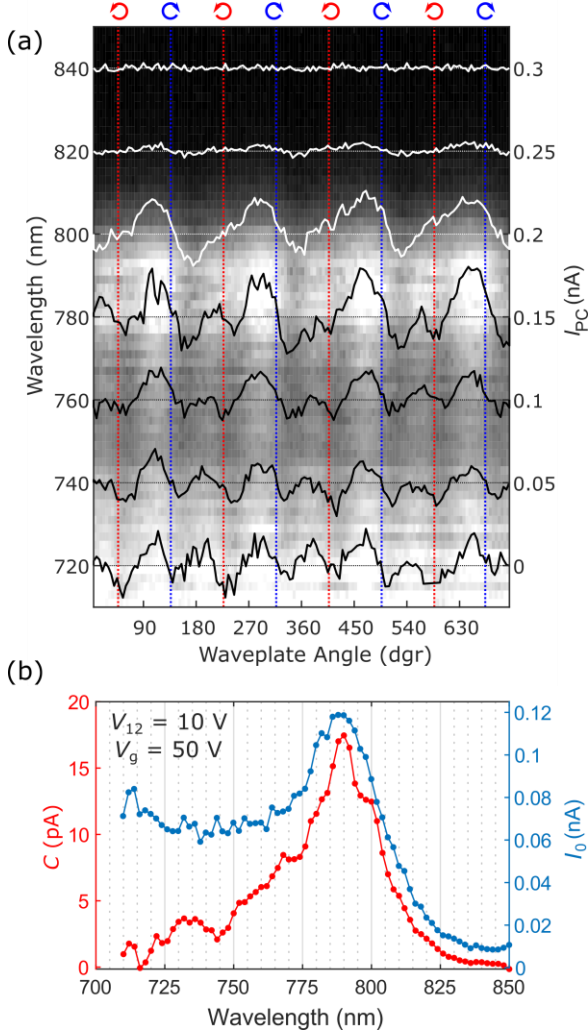 (a)
840
820
800
780
760
740
720
Wavelength (nm)
0.3
0.25
0.2
0.15
0.1
0.05
0
I_PC (nA)
90 180 270 360 450 540 630
Waveplate Angle (dgr)
(b)
V_12 = 10 V
V_g = 50 V
20
15
10
5
0
C (pA)
0.12
0.1
0.08
0.06
0.04
0.02
0
I_0 (nA)
700 725 750 775 800 825 850
Wavelength (nm)